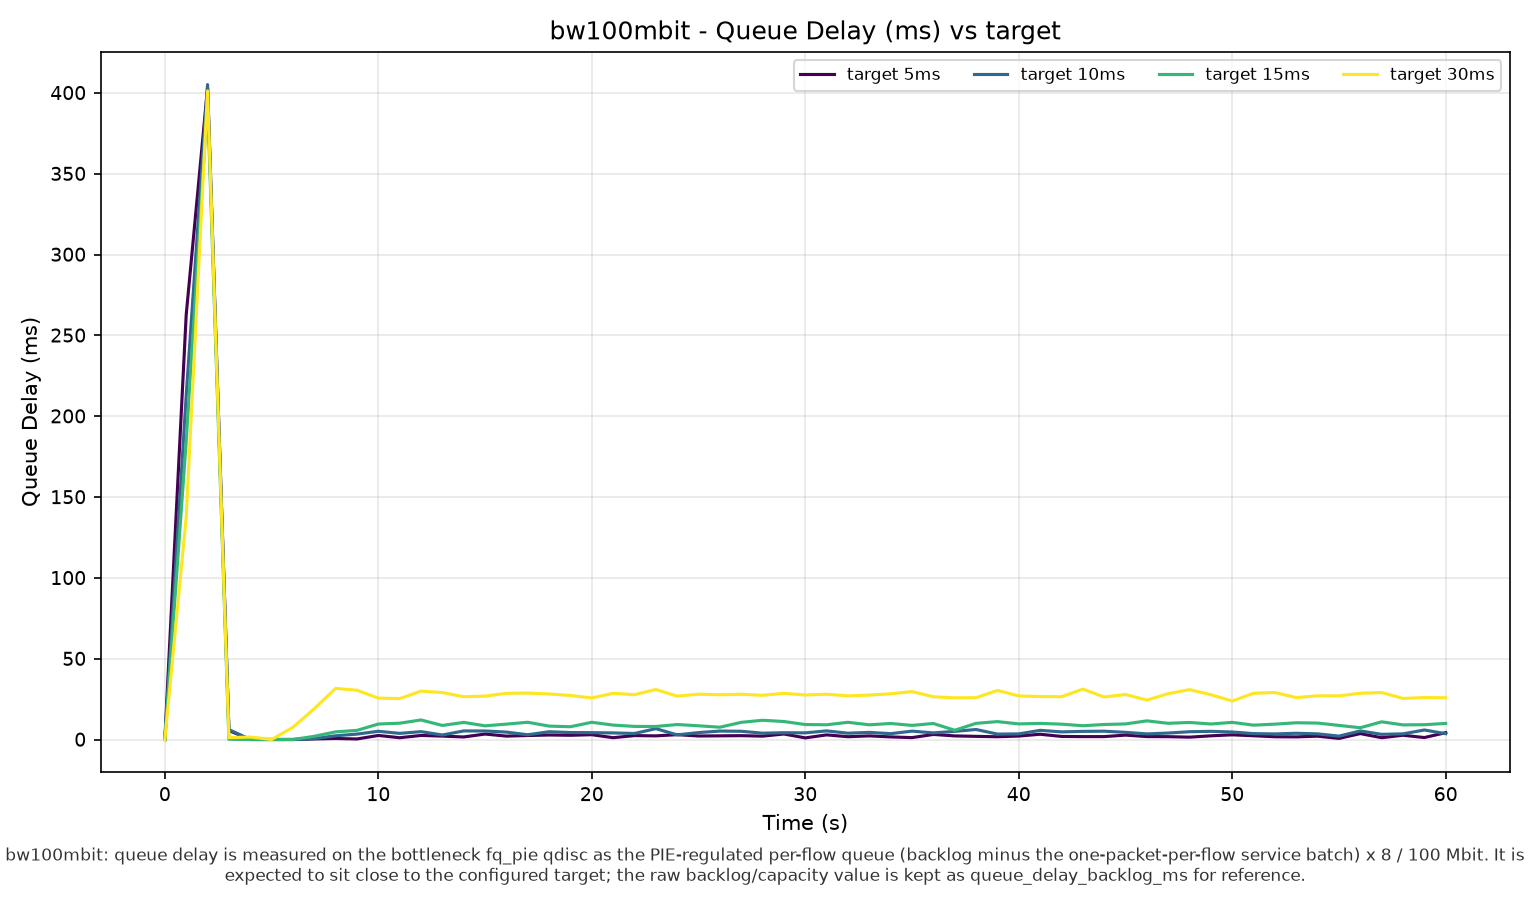 bw100mbit - Queue Delay (ms) vs target
target 5ms
target 10ms
target 15ms
target 30ms
Queue Delay (ms)
400
350
300
250
200
150
100
50
0
0
10
20
30
40
50
60
Time (s)
bw100mbit: queue delay is measured on the bottleneck fq_pie qdisc as the PIE-regulated per-flow queue (backlog minus the one-packet-per-flow service batch) x 8 / 100 Mbit. It is
expected to sit close to the configured target; the raw backlog/capacity value is kept as queue_delay_backlog_ms for reference.